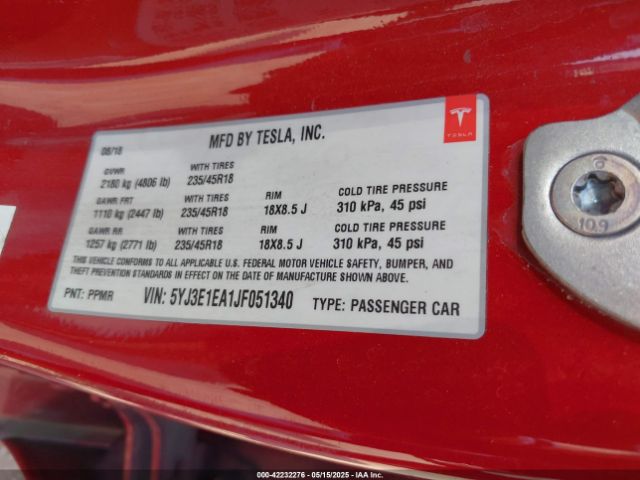 08/18
MFD BY TESLA, INC.
TESLA
GVWR
WITH TIRES
2180 kg (4806 lb)
235/45R18
GAWR FRT
WITH TIRES
RIM
COLD TIRE PRESSURE
1110 kg (2447 lb)
235/45R18
18X8.5 J
310 kPa, 45 psi
GAWR RR
WITH TIRES
RIM
COLD TIRE PRESSURE
1257 kg (2771 lb)
235/45R18
18X8.5 J
310 kPa, 45 psi
THIS VEHICLE CONFORMS TO ALL APPLICABLE U.S. FEDERAL MOTOR VEHICLE SAFETY, BUMPER, AND
THEFT PREVENTION STANDARDS IN EFFECT ON THE DATE OF MANUFACTURE SHOWN ABOVE.
PNT: PPMR
VIN: 5YJ3E1EA1JF051340
TYPE: PASSENGER CAR
10.9
000-42232276 - 05/15/2025 - IAAI.COM